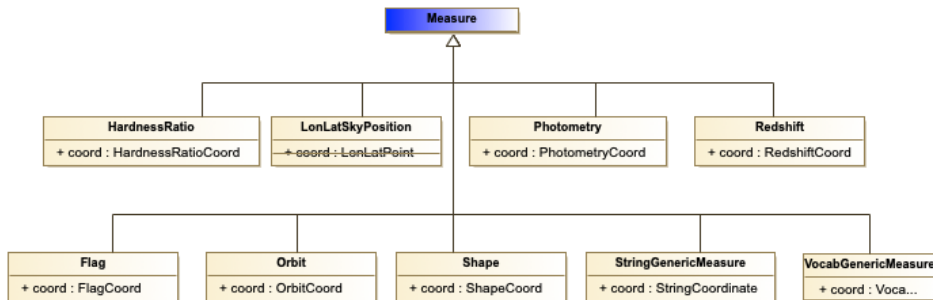 Measure
HardnessRatio
+ coord : HardnessRatioCoord
LonLatSkyPosition
+ coord : LonLatPoint
Photometry
+ coord : PhotometryCoord
Redshift
+ coord : RedshiftCoord
Flag
+ coord : FlagCoord
Orbit
+ coord : OrbitCoord
Shape
+ coord : ShapeCoord
StringGenericMeasure
+ coord : StringCoordinate
VocabGenericMeasure
+ coord : Voca...